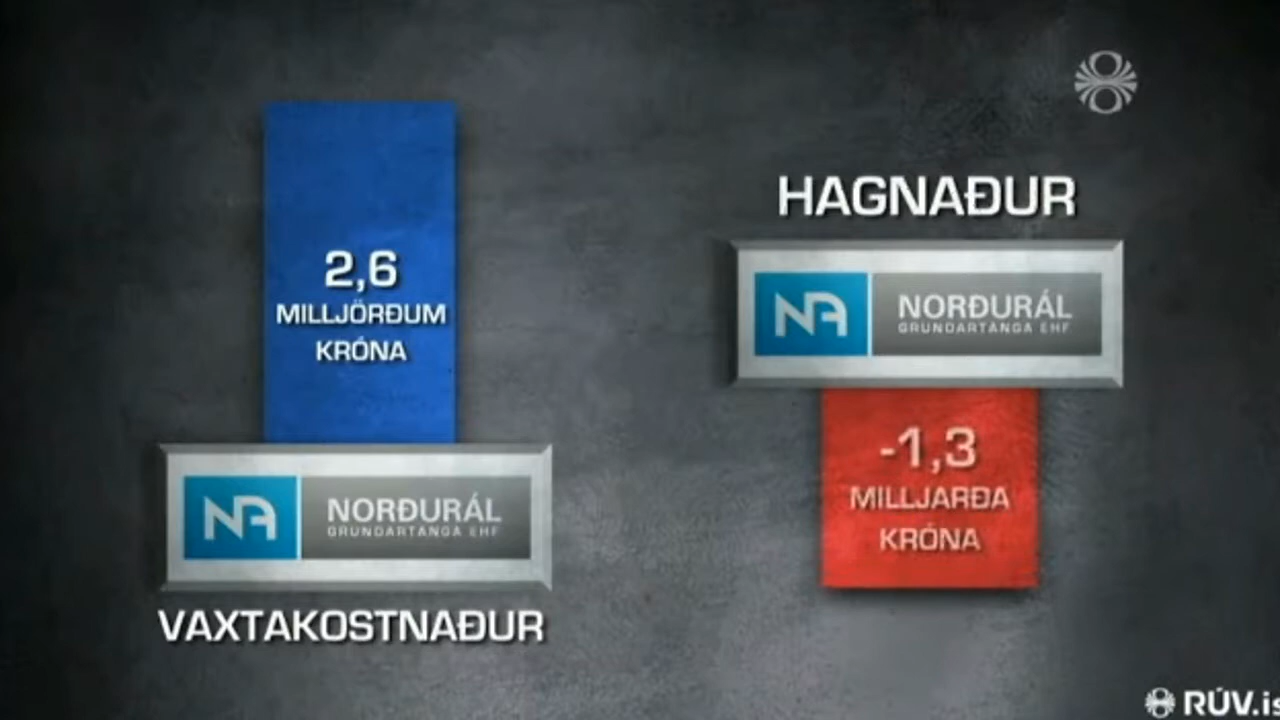 2,6
MILLJÖRÐUM
KRÓNA
NA NORÐURÁL
GRUNDARTANGA EHF
VAXTAKOSTNAÐUR
HAGNAÐUR
NA NORÐURÁL
GRUNDARTANGA EHF
-1,3
MILLJARÐA
KRÓNA
RÚV.is